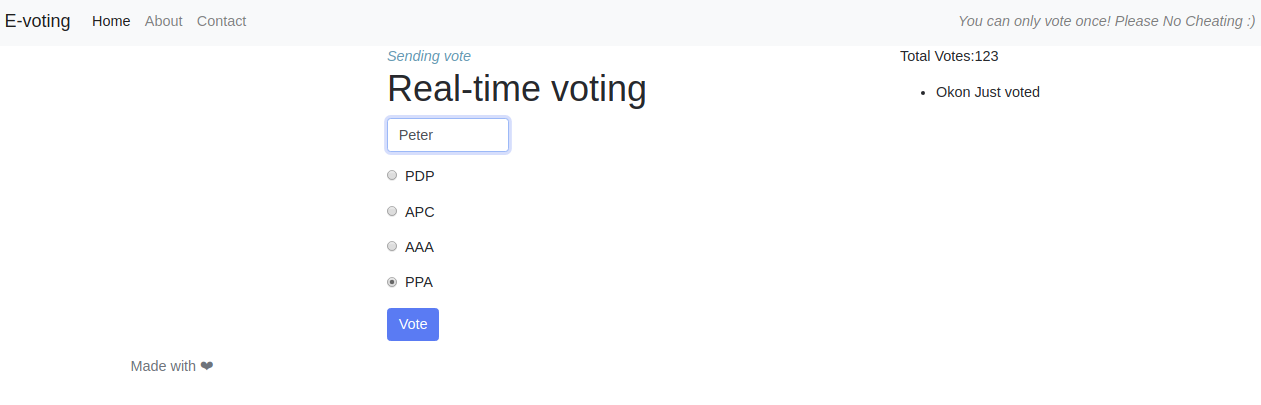 E-voting Home About Contact You can only vote once! Please No Cheating :)
Sending vote
Real-time voting
Peter
PDP
APC
AAA
PPA
Vote
Total Votes:123
Okon Just voted
Made with ❤